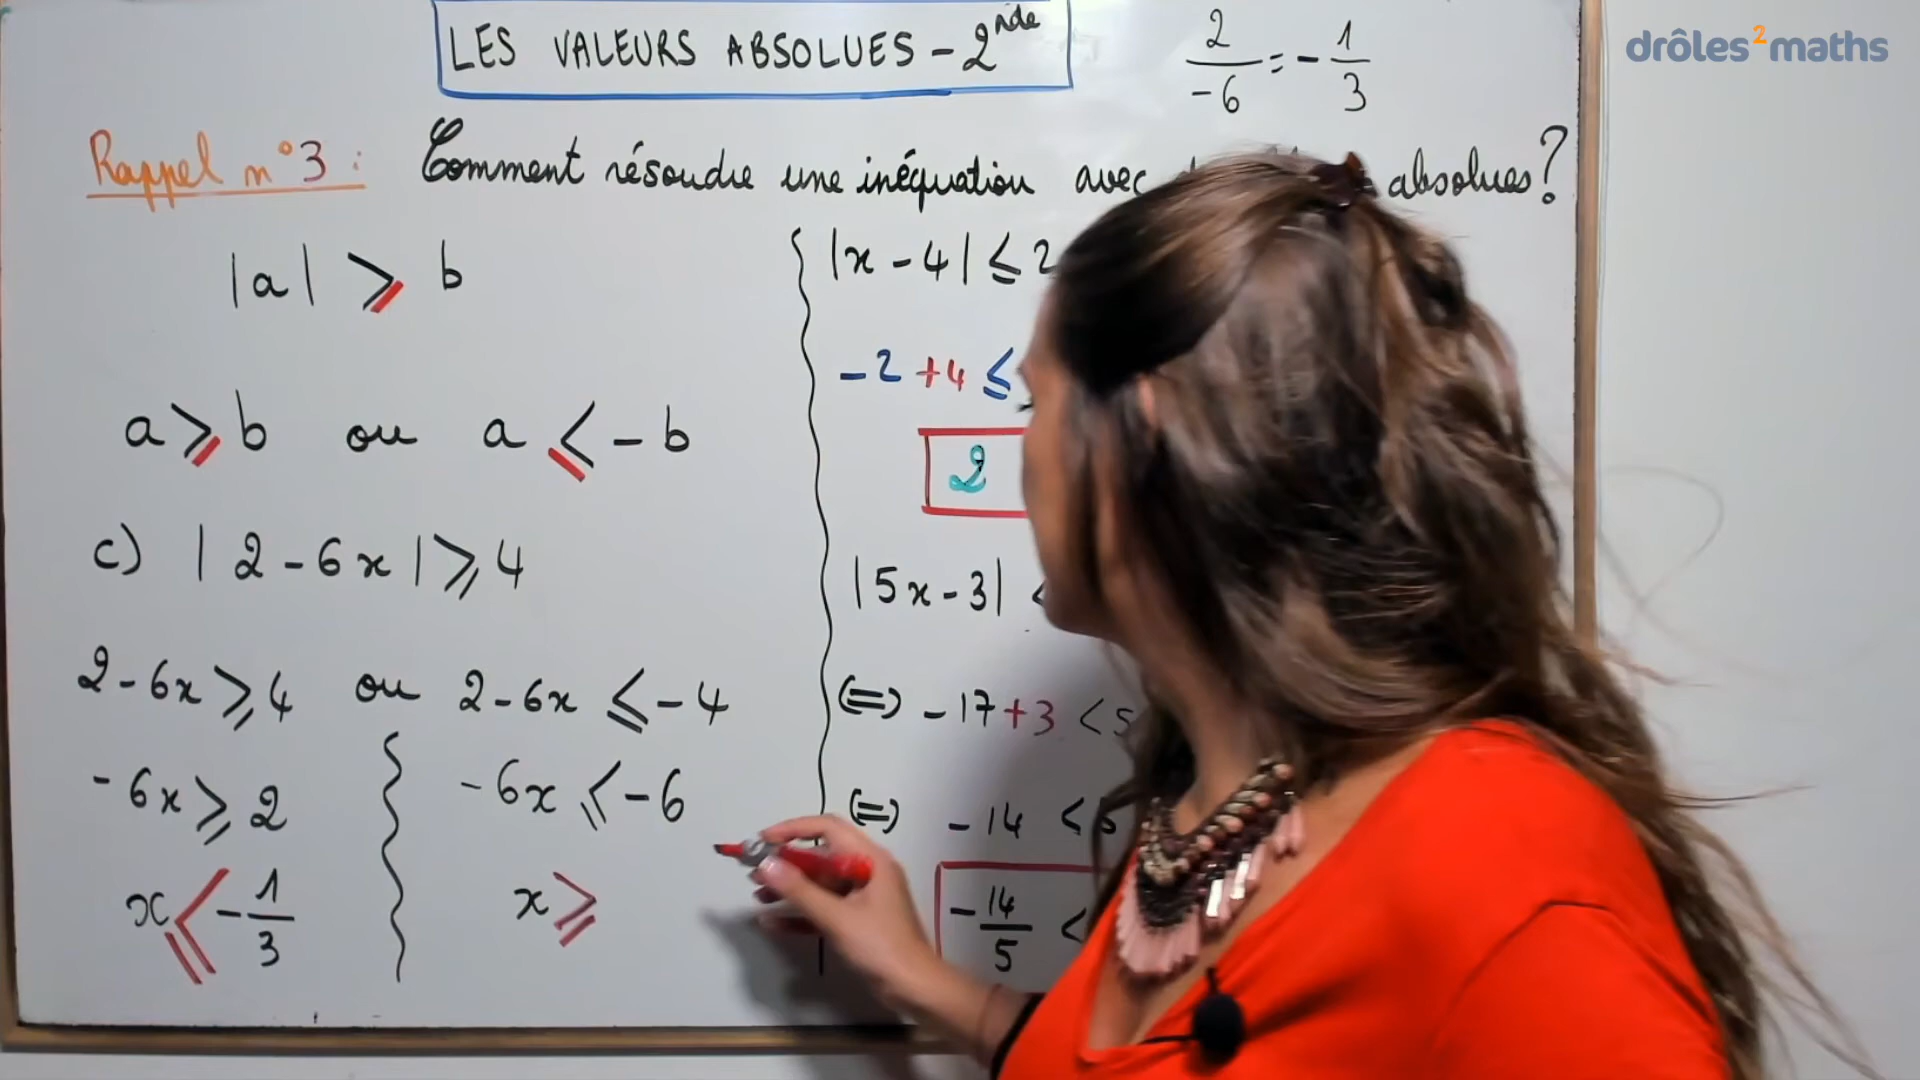 LES VALEURS ABSOLUES - 2nde
2/-6 = - 1/3
drôles2maths
Rappel n°3 : Comment résoudre une inéquation avec absolues?
|a| ⩾ b
a ⩾ b ou a ⩽ - b
c) | 2 - 6x | ⩾ 4
2 - 6x ⩾ 4 ou 2 - 6x ⩽ - 4
-6x ⩾ 2
-6x ⩽ - 6
x ⩽ - 1/3
x ⩾
|x - 4| ⩽ 2
- 2 + 4 ⩽
2
|5x - 3| <
(=) - 17 + 3 < 5
(=) - 14 < 5
- 14/5 <